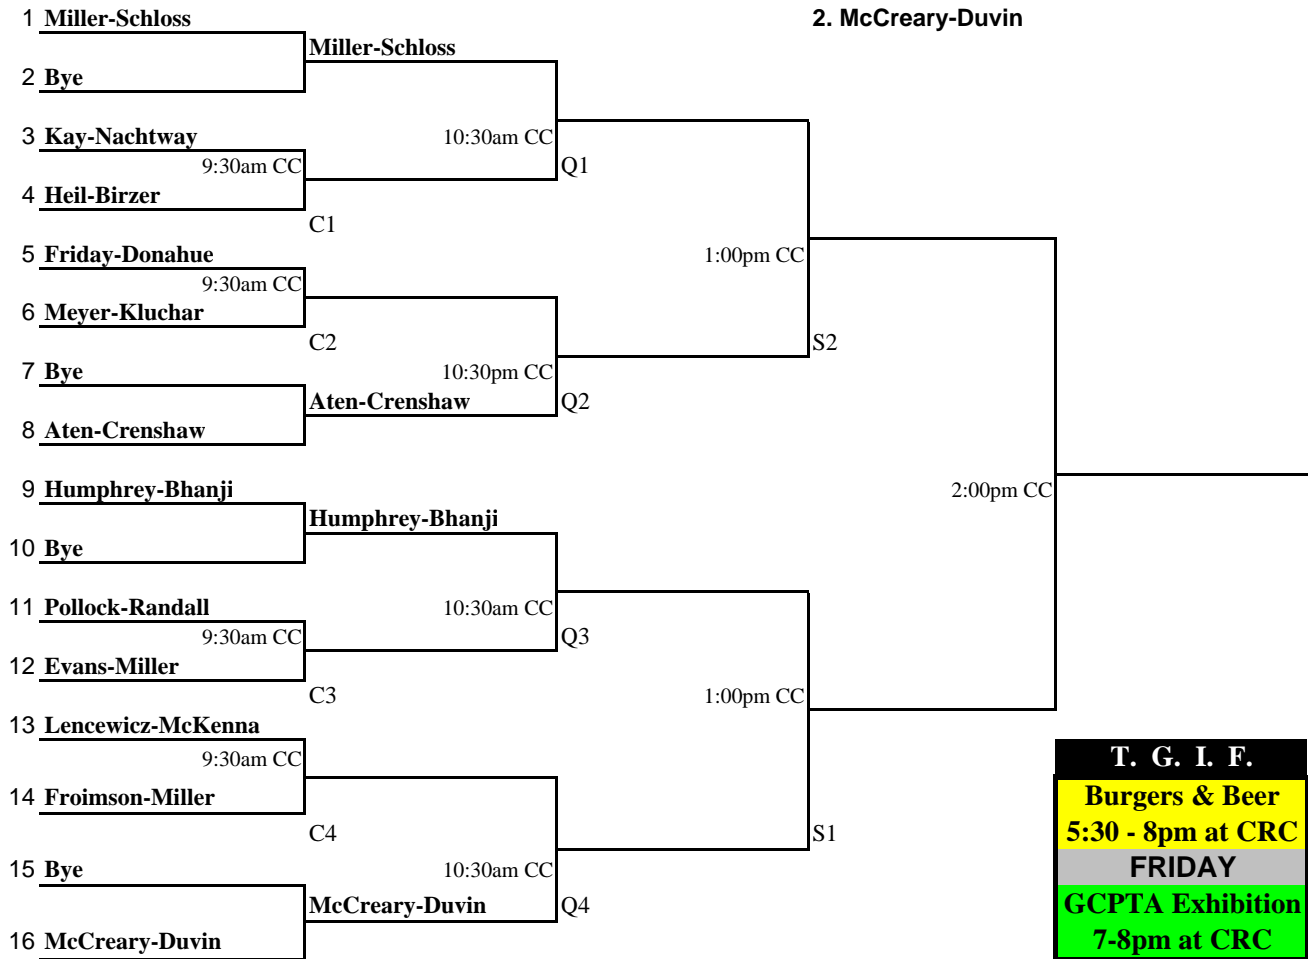 1 Miller-Schloss
2. McCreary-Duvin
Miller-Schloss
2 Bye
3 Kay-Nachtway
10:30am CC
9:30am CC
Q1
4 Heil-Birzer
C1
5 Friday-Donahue
1:00pm CC
9:30am CC
6 Meyer-Kluchar
C2
S2
7 Bye
10:30pm CC
Aten-Crenshaw
Q2
8 Aten-Crenshaw
9 Humphrey-Bhanji
2:00pm CC
Humphrey-Bhanji
10 Bye
11 Pollock-Randall
10:30am CC
9:30am CC
Q3
12 Evans-Miller
C3
1:00pm CC
13 Lencewicz-McKenna
9:30am CC
14 Froimson-Miller
C4
S1
15 Bye
10:30am CC
McCreary-Duvin
Q4
16 McCreary-Duvin
T. G. I. F.
Burgers & Beer
5:30 - 8pm at CRC
FRIDAY
GCPTA Exhibition
7-8pm at CRC